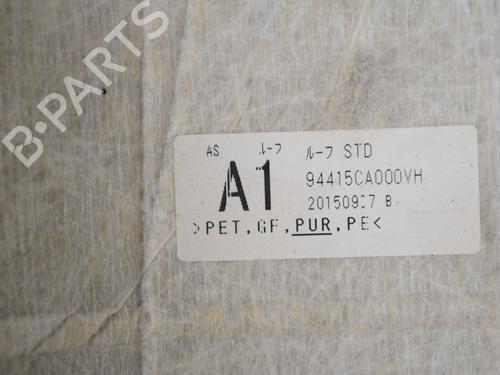 B-PARTS
AS ルーフ ルーフ STD
A1 94415CA000VH
20150907 B
>PET,GF,PUR,PE<